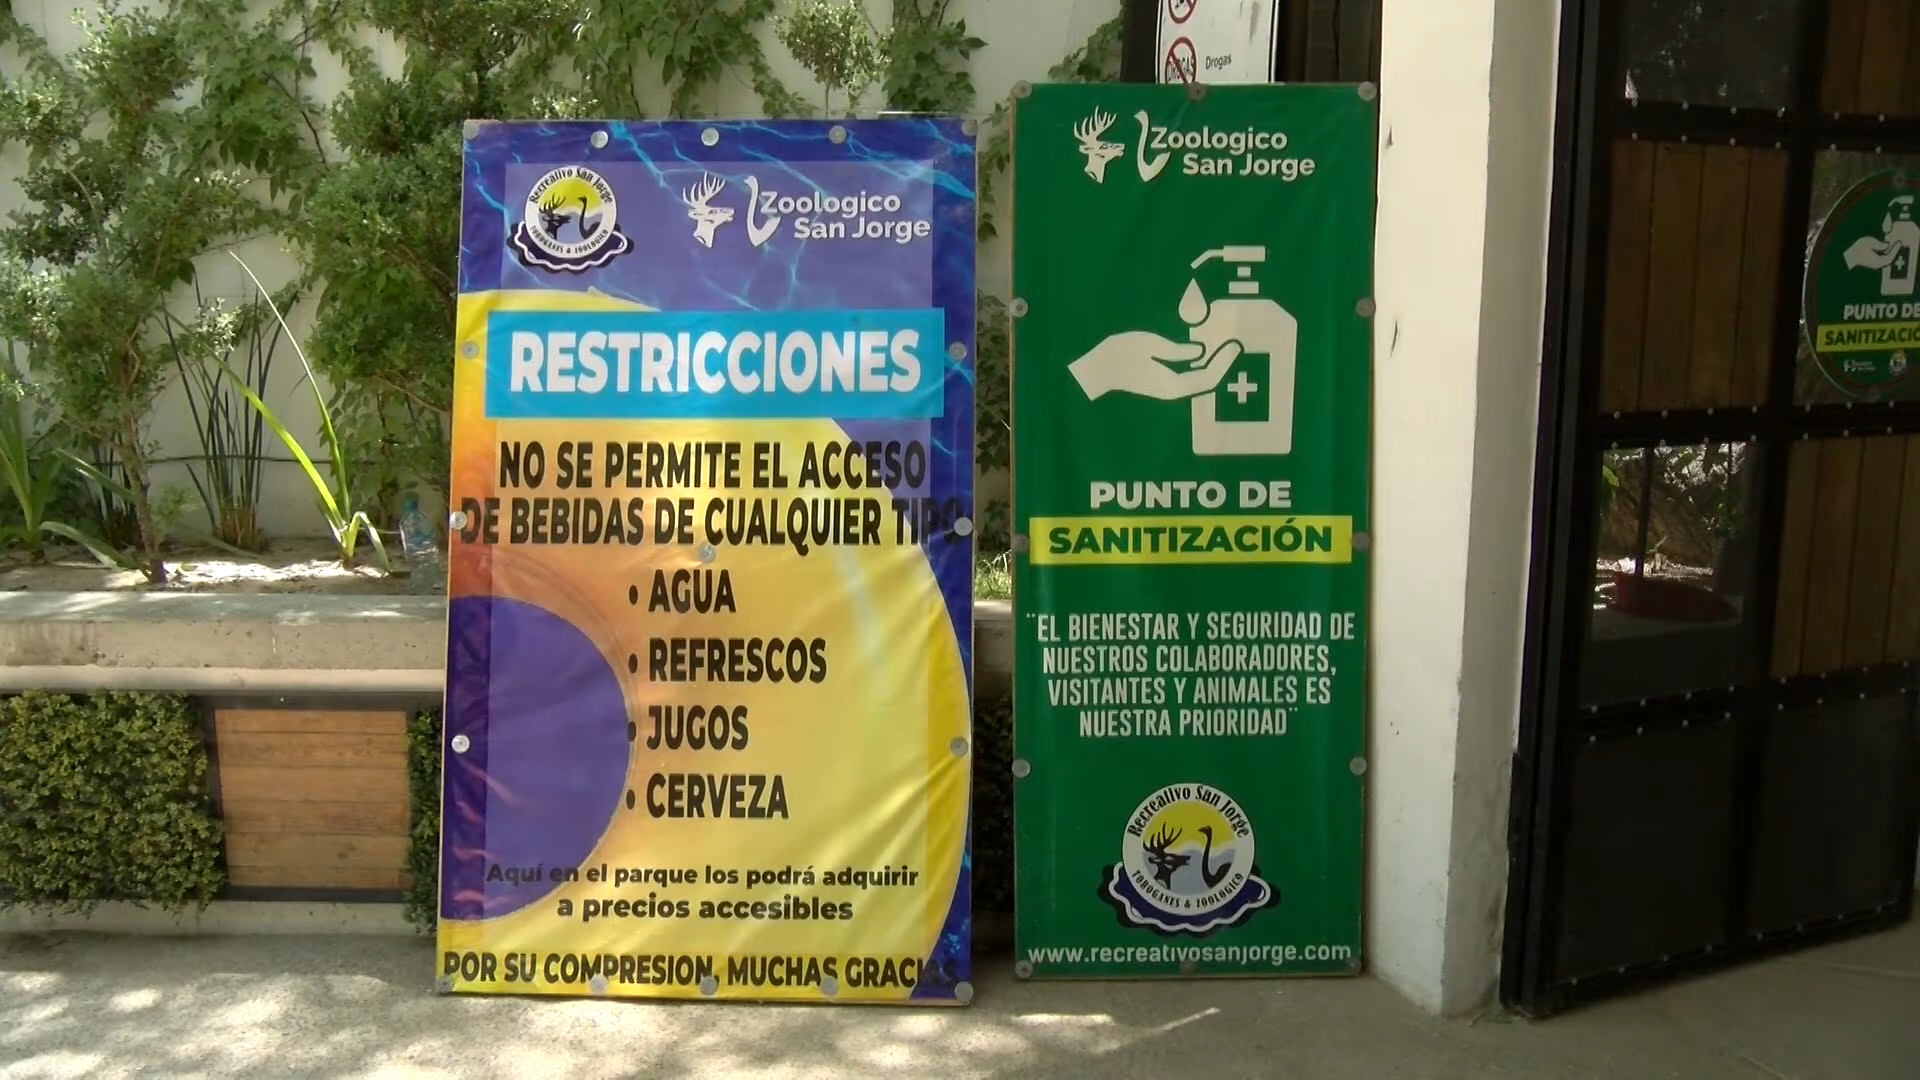 Drogas
Recreativo San Jorge
TOBOGANES & ZOOLÓGICO
Zoologico
San Jorge
RESTRICCIONES
NO SE PERMITE EL ACCESO
DE BEBIDAS DE CUALQUIER TIPO
• AGUA
• REFRESCOS
• JUGOS
• CERVEZA
Aquí en el parque los podrá adquirir
a precios accesibles
POR SU COMPRESION, MUCHAS GRACIAS
Zoologico
San Jorge
PUNTO DE
SANITIZACIÓN
¨EL BIENESTAR Y SEGURIDAD DE
NUESTROS COLABORADORES,
VISITANTES Y ANIMALES ES
NUESTRA PRIORIDAD¨
Recreativo San Jorge
TOBOGANES & ZOOLÓGICO
www.recreativosanjorge.com
PUNTO DE
SANITIZACIÓ